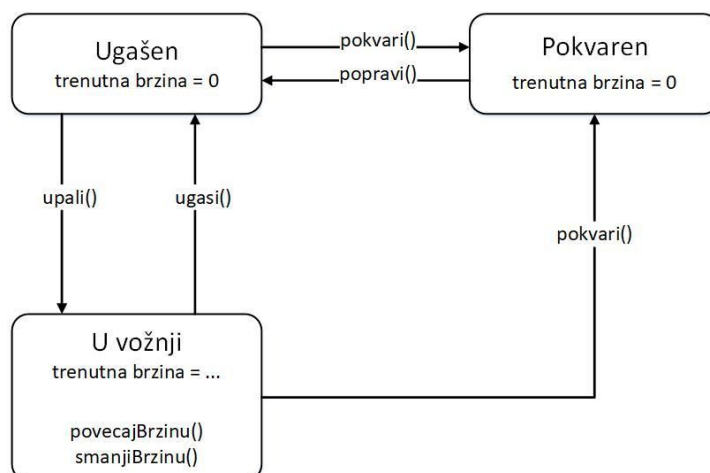 Ugašen
trenutna brzina = 0
pokvari()
popravi()
Pokvaren
trenutna brzina = 0
upali()
ugasi()
pokvari()
U vožnji
trenutna brzina = ...
povecajBrzinu()
smanjiBrzinu()